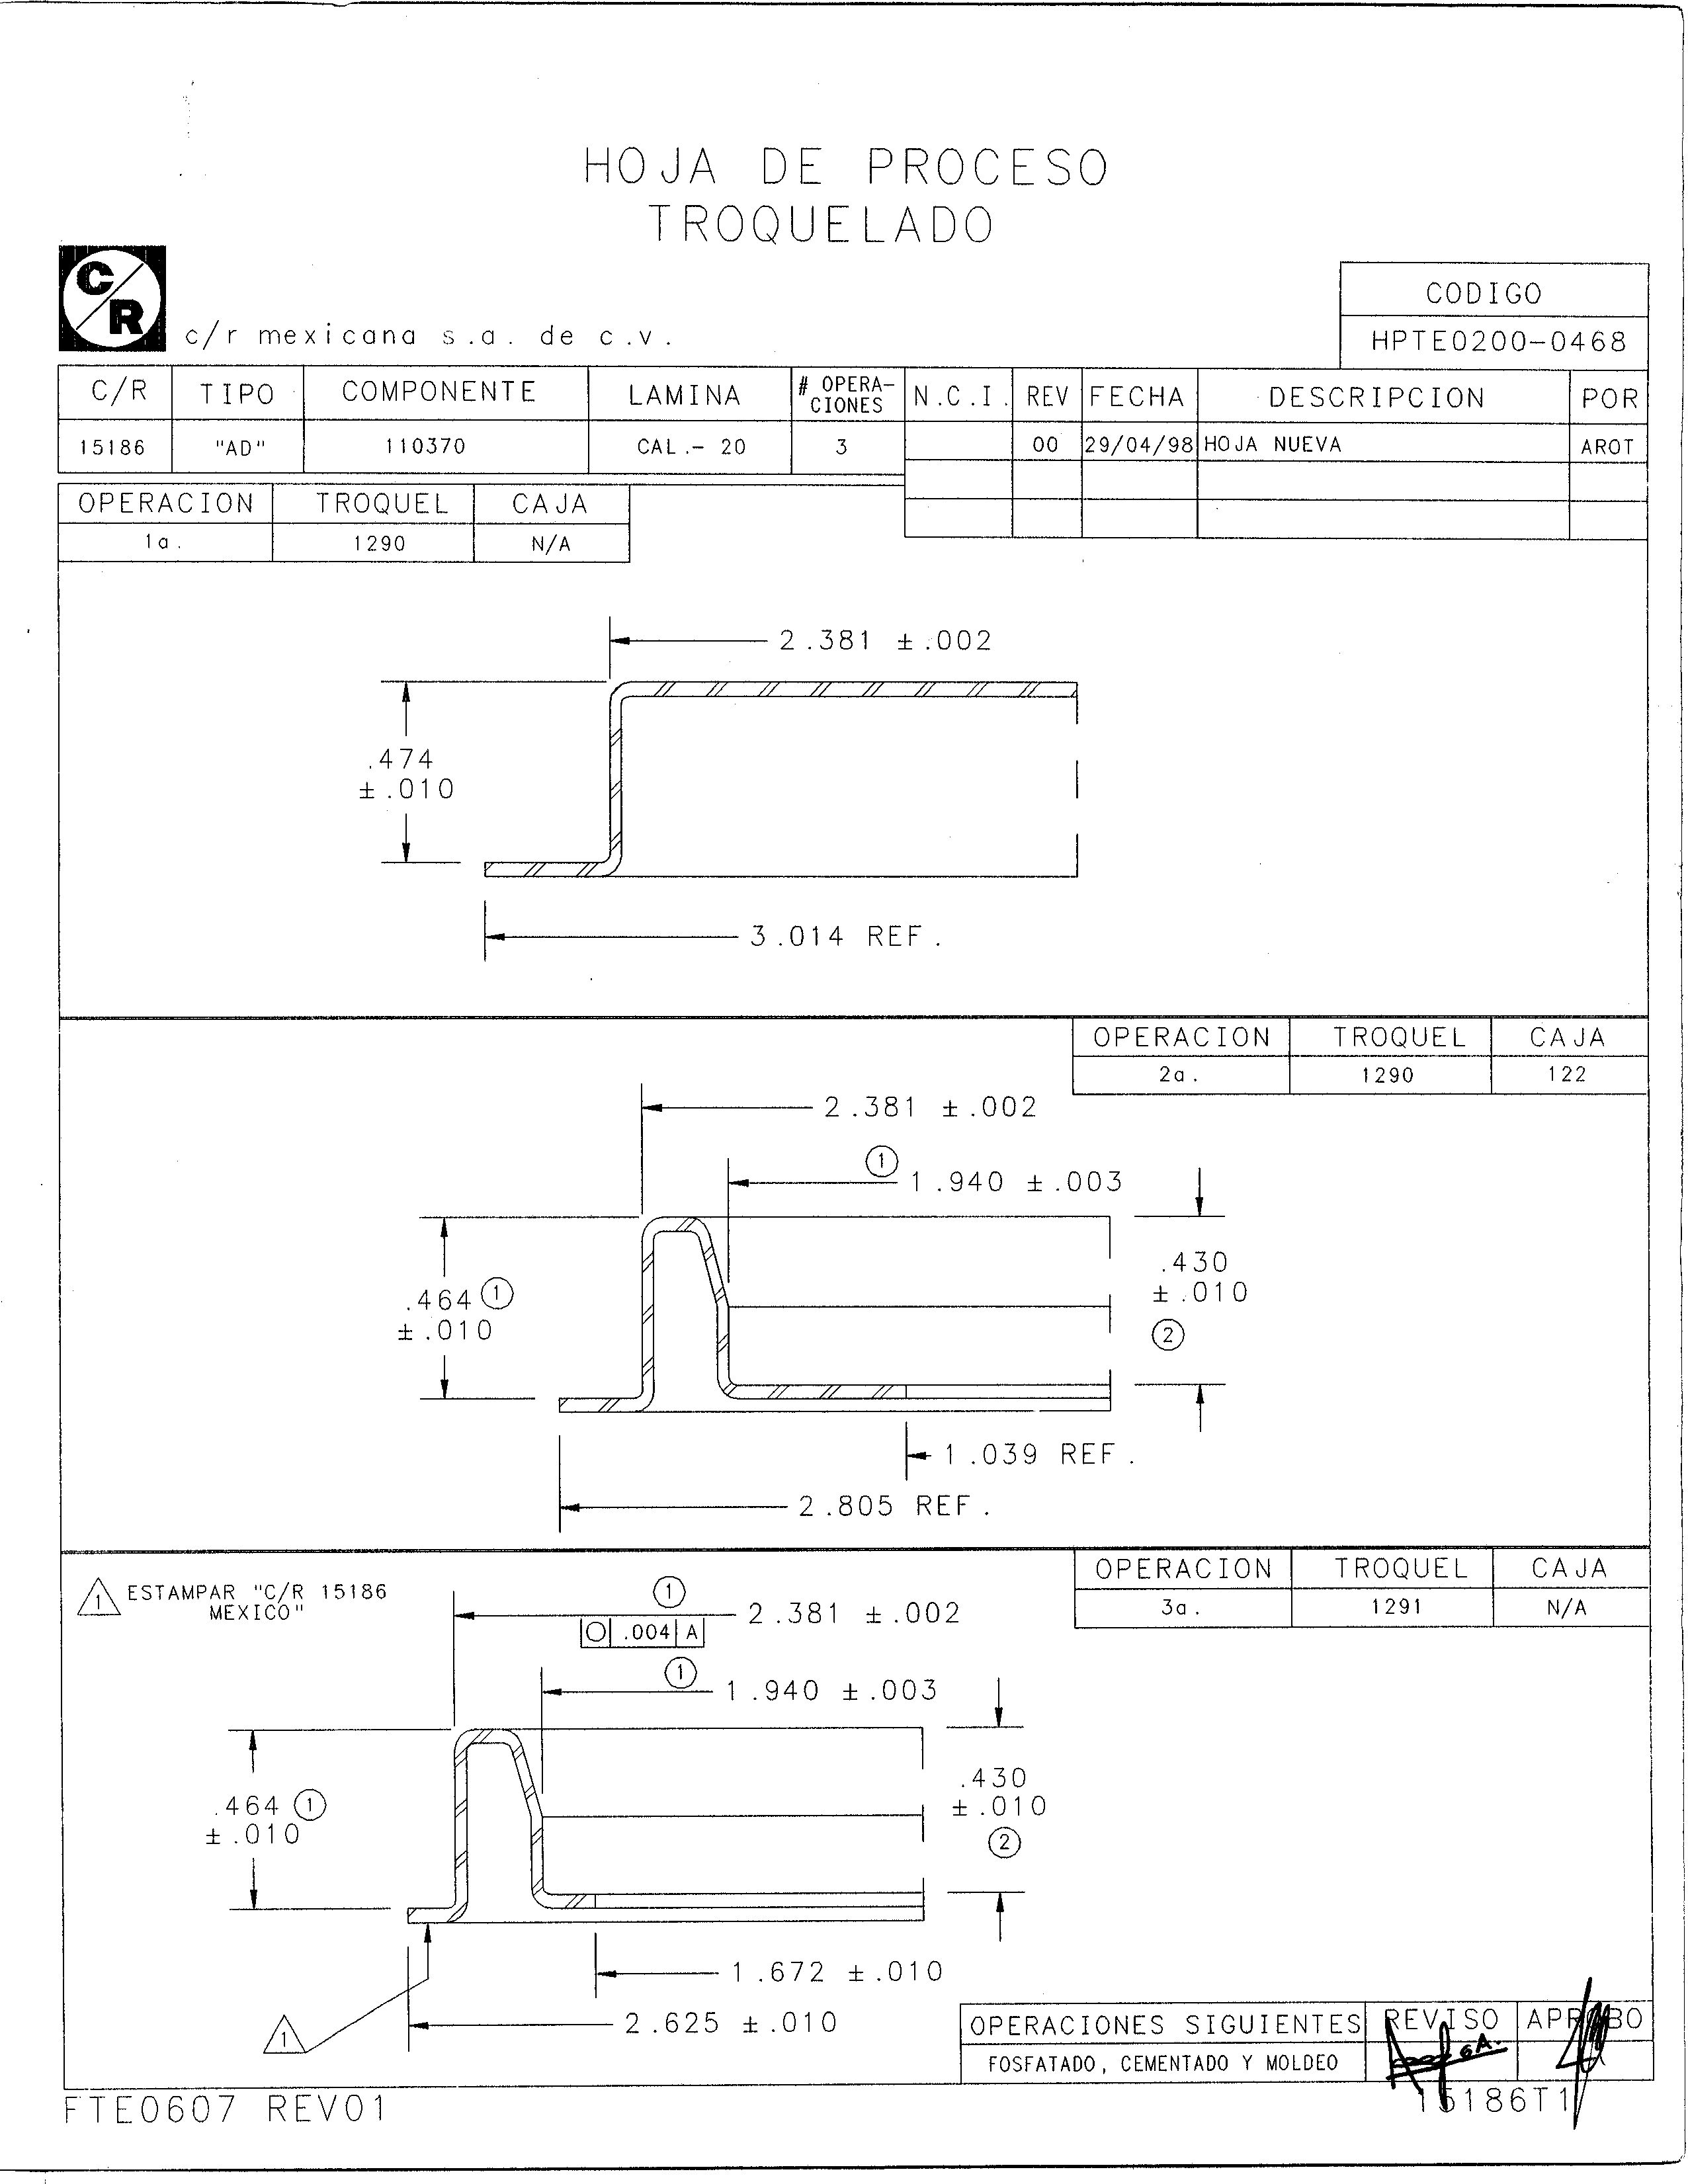 HOJA DE PROCESO
TROQUELADO
C/R
c/r mexicana s.a. de c.v.
CODIGO
HPTE0200-0468
C/R TIPO COMPONENTE LAMINA # OPERA-CIONES N.C.I. REV FECHA DESCRIPCION POR
15186 "AD" 110370 CAL.- 20 3 00 29/04/98 HOJA NUEVA AROT
OPERACION TROQUEL CAJA
1a. 1290 N/A
2.381 ±.002
.474
±.010
3.014 REF.
OPERACION TROQUEL CAJA
2a. 1290 122
2.381 ±.002
1
1.940 ±.003
.430
±.010
2
.464 1
±.010
1.039 REF.
2.805 REF.
OPERACION TROQUEL CAJA
3a. 1291 N/A
1 ESTAMPAR "C/R 15186
MEXICO"
1
2.381 ±.002
○ .004 A
1
1.940 ±.003
.430
±.010
2
.464 1
±.010
1.672 ±.010
2.625 ±.010
1
OPERACIONES SIGUIENTES REVISO APROBO
FOSFATADO, CEMENTADO Y MOLDEO
FTE0607 REV01
15186T1